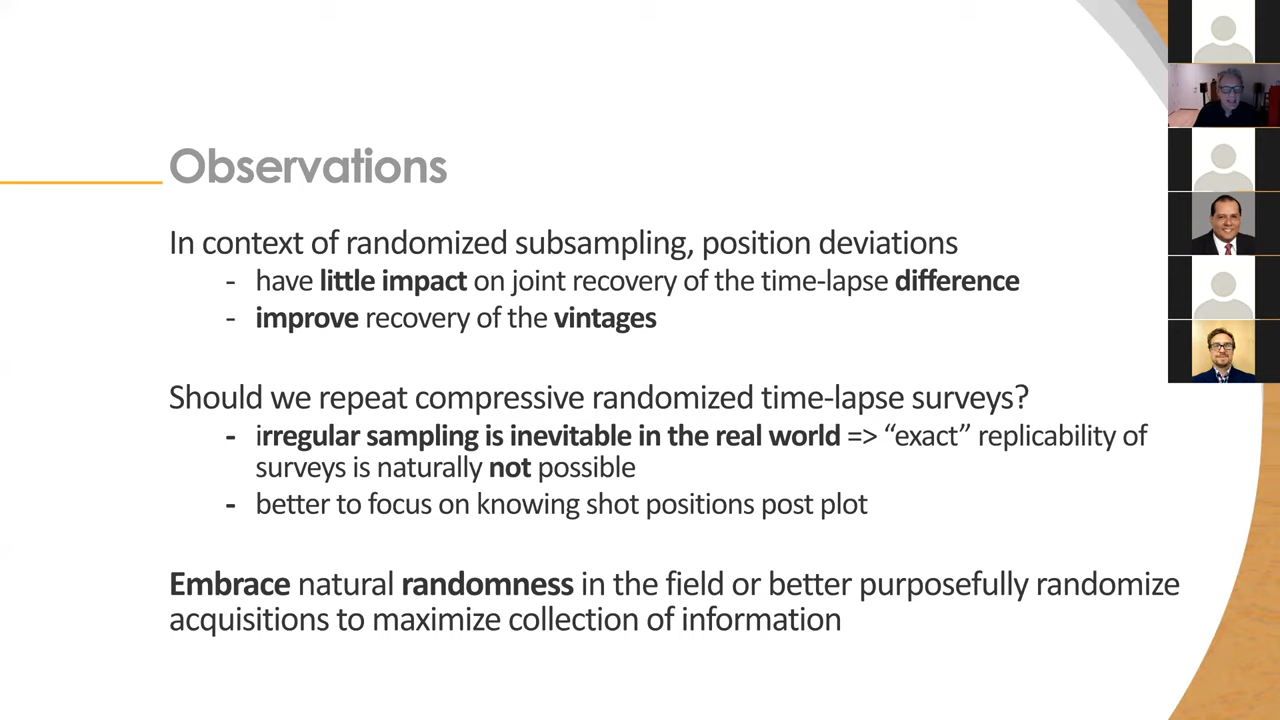 Observations
In context of randomized subsampling, position deviations
- have little impact on joint recovery of the time-lapse difference
- improve recovery of the vintages
Should we repeat compressive randomized time-lapse surveys?
- irregular sampling is inevitable in the real world => “exact” replicability of
surveys is naturally not possible
- better to focus on knowing shot positions post plot
Embrace natural randomness in the field or better purposefully randomize
acquisitions to maximize collection of information